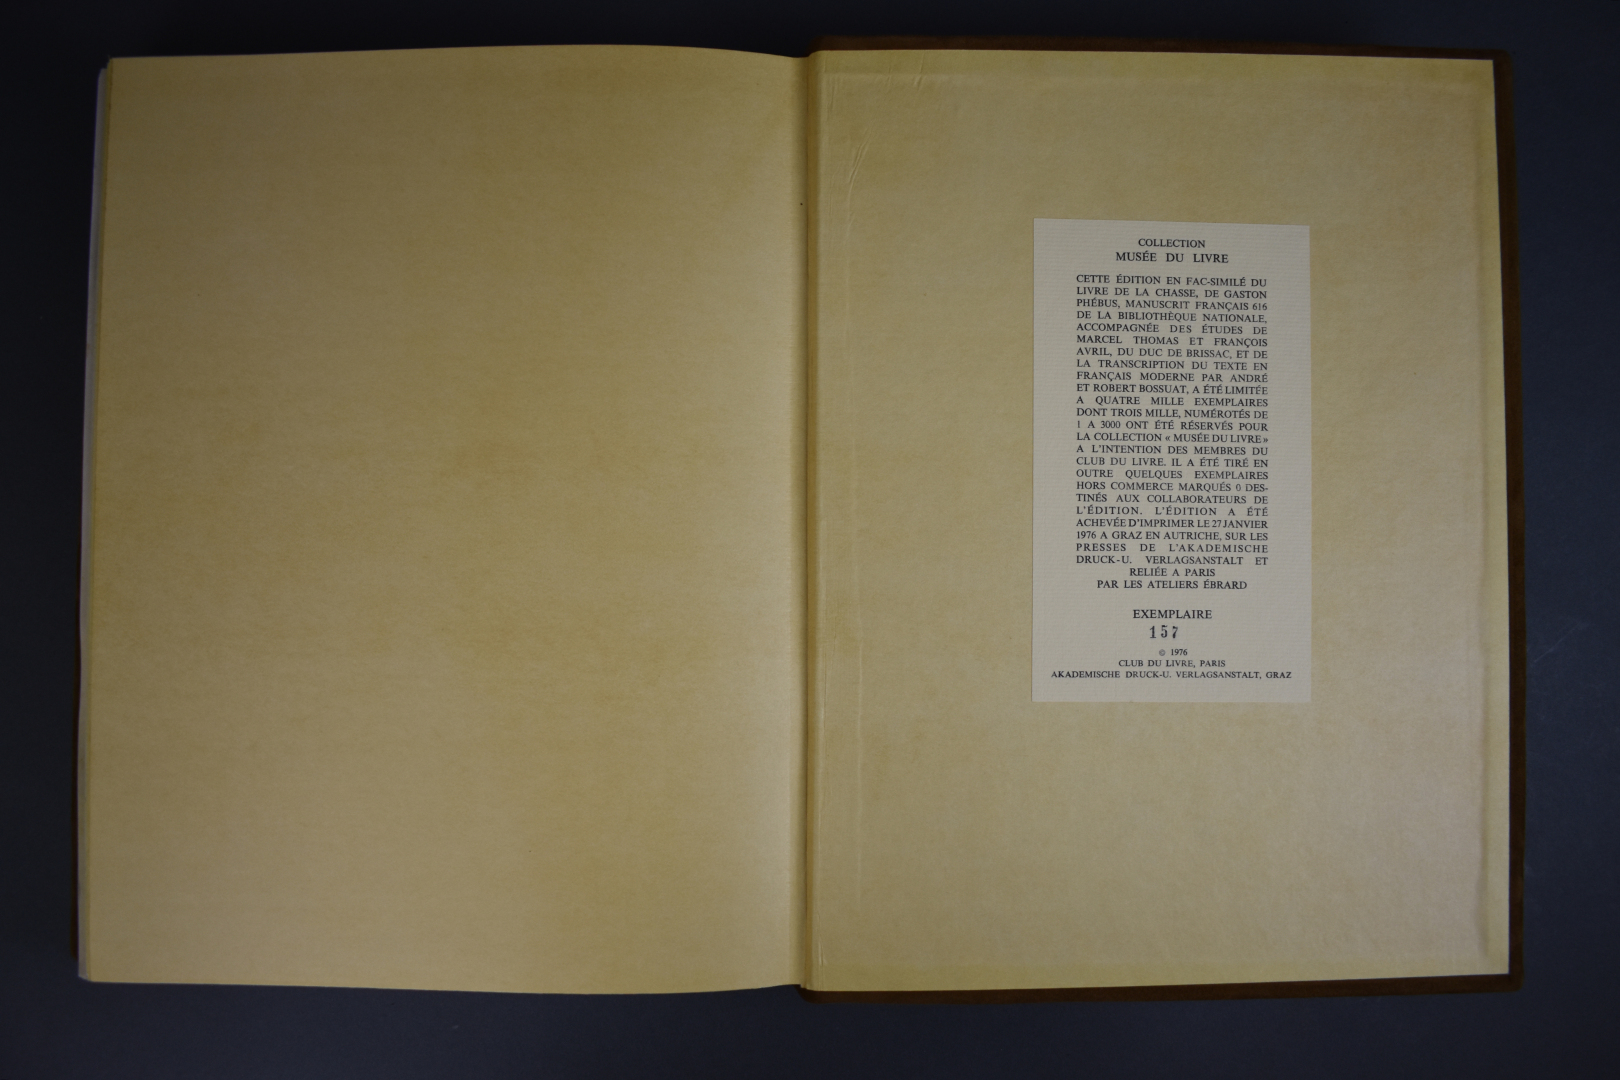 COLLECTION
MUSÉE DU LIVRE
CETTE ÉDITION EN FAC-SIMILÉ DU
LIVRE DE LA CHASSE, DE GASTON
PHÉBUS, MANUSCRIT FRANÇAIS 616
DE LA BIBLIOTHÈQUE NATIONALE,
ACCOMPAGNÉE DES ÉTUDES DE
MARCEL THOMAS ET FRANÇOIS
AVRIL, DU DUC DE BRISSAC, ET DE
LA TRANSCRIPTION DU TEXTE EN
FRANÇAIS MODERNE PAR ANDRÉ
ET ROBERT BOSSUAT, A ÉTÉ LIMITÉE
A QUATRE MILLE EXEMPLAIRES
DONT TROIS MILLE, NUMÉROTÉS DE
1 A 3000 ONT ÉTÉ RÉSERVÉS POUR
LA COLLECTION « MUSÉE DU LIVRE »
A L'INTENTION DES MEMBRES DU
CLUB DU LIVRE. IL A ÉTÉ TIRÉ EN
OUTRE QUELQUES EXEMPLAIRES
HORS COMMERCE MARQUÉS 0 DES-
TINÉS AUX COLLABORATEURS DE
L'ÉDITION. L'ÉDITION A ÉTÉ
ACHEVÉE D'IMPRIMER LE 27 JANVIER
1976 A GRAZ EN AUTRICHE, SUR LES
PRESSES DE L'AKADEMISCHE
DRUCK-U. VERLAGSANSTALT ET
RELIÉE A PARIS
PAR LES ATELIERS ÉBRARD
EXEMPLAIRE
157
© 1976
CLUB DU LIVRE, PARIS
AKADEMISCHE DRUCK-U. VERLAGSANSTALT, GRAZ